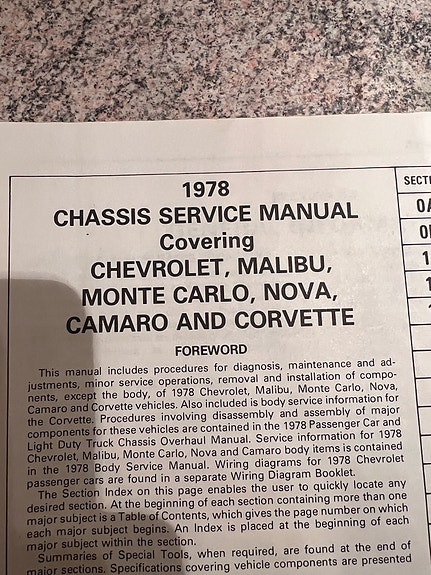 1978
CHASSIS SERVICE MANUAL
Covering
CHEVROLET, MALIBU,
MONTE CARLO, NOVA,
CAMARO AND CORVETTE
FOREWORD
This manual includes procedures for diagnosis, maintenance and ad-
justments, minor service operations, removal and installation of compo-
nents, except the body, of 1978 Chevrolet, Malibu, Monte Carlo, Nova,
Camaro and Corvette vehicles. Also included is body service information for
the Corvette. Procedures involving disassembly and assembly of major
components for these vehicles are contained in the 1978 Passenger Car and
Light Duty Truck Chassis Overhaul Manual. Service information for 1978
Chevrolet, Malibu, Monte Carlo, Nova and Camaro body items is contained
in the 1978 Body Service Manual. Wiring diagrams for 1978 Chevrolet
passenger cars are found in a separate Wiring Diagram Booklet.
The Section Index on this page enables the user to quickly locate any
desired section. At the beginning of each section containing more than one
major subject is a Table of Contents, which gives the page number on which
each major subject begins. An Index is placed at the beginning of each
major subject within the section.
Summaries of Special Tools, when required, are found at the end of
major sections. Specifications covering vehicle components are presented